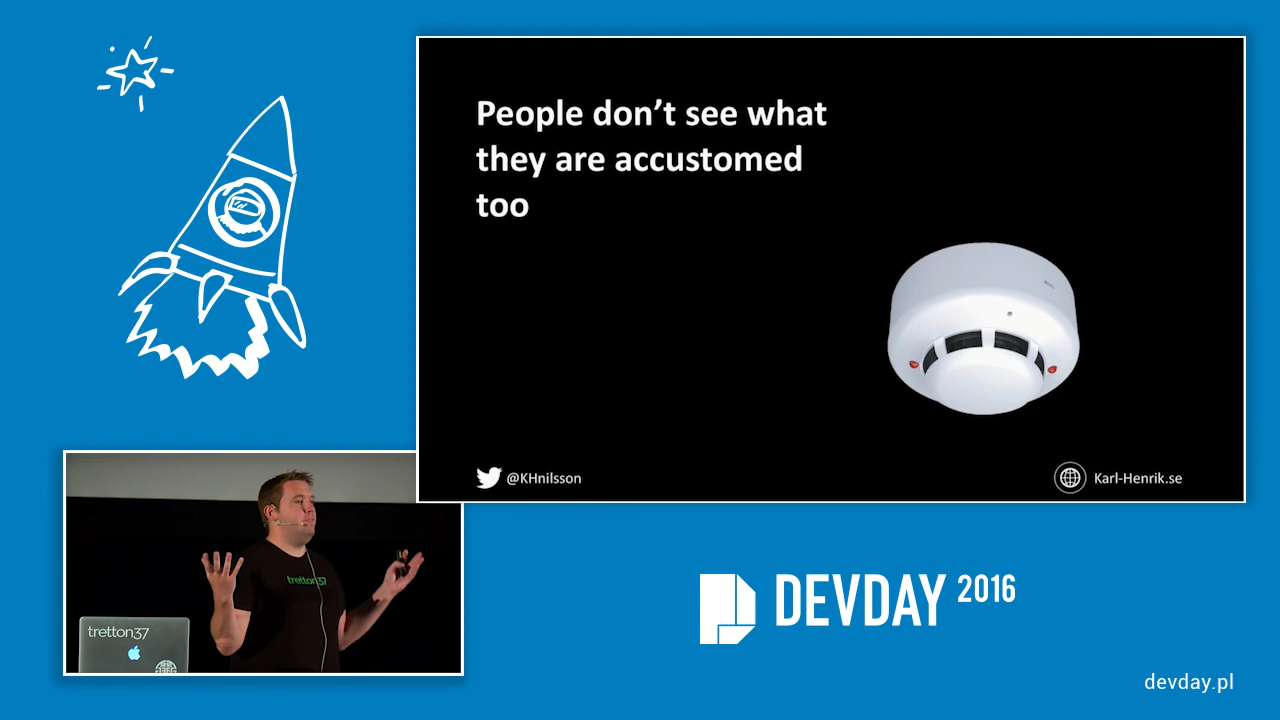 People don't see what
they are accustomed
too
@KHnilsson
Karl-Henrik.se
tretton37
tretton37
DEVDAY 2016
devday.pl